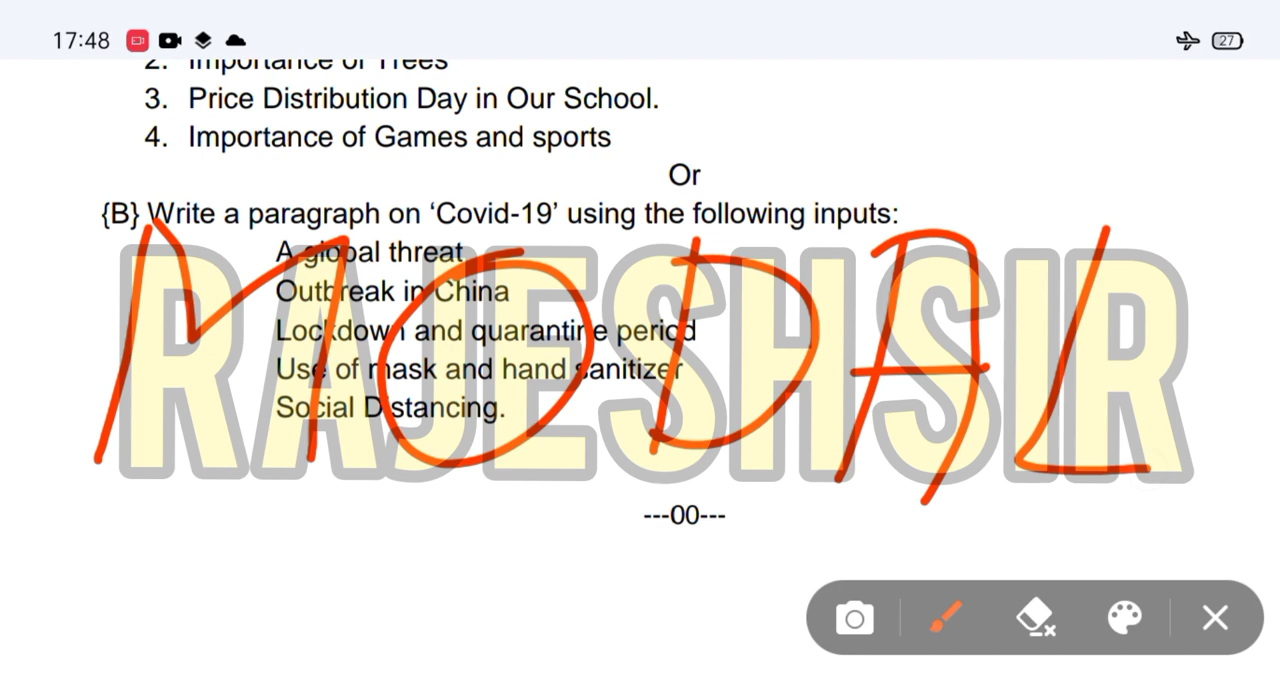 17:48
27
2. Importance of Trees
3. Price Distribution Day in Our School.
4. Importance of Games and sports
Or
{B} Write a paragraph on ‘Covid-19’ using the following inputs:
A global threat
Outbreak in China
Lockdown and quarantine period
Use of mask and hand sanitizer
Social Distancing.
RAJESHSIR
MODAL
---00---